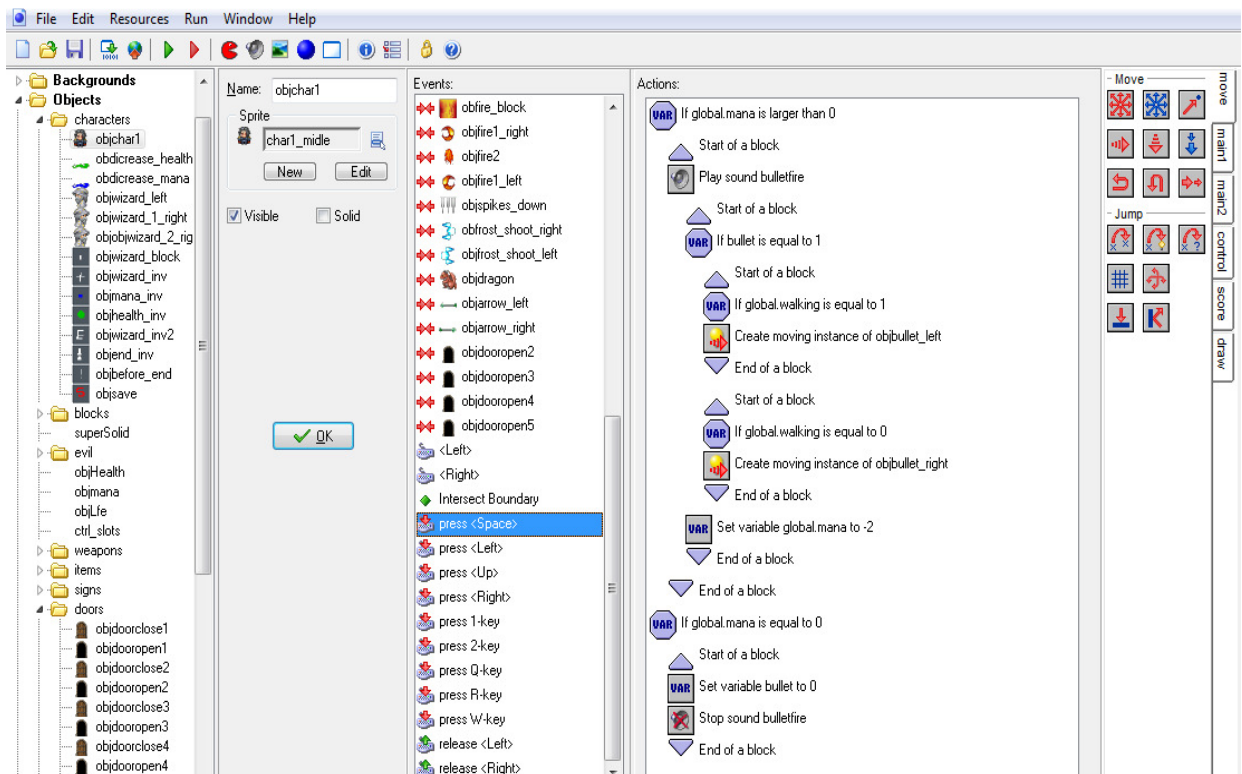 File Edit Resources Run Window Help
Backgrounds
Objects
characters
objchar1
obdicrease_health
obdicrease_mana
objwizard_left
objwizard_1_right
objobjwizard_2_rig
objwizard_block
objwizard_inv
objmana_inv
objhealth_inv
objwizard_inv2
objend_inv
objbefore_end
objsave
blocks
superSolid
evil
objHealth
objmana
objLfe
ctrl_slots
weapons
items
signs
doors
objdoorclose1
objdooropen1
objdoorclose2
objdooropen2
objdoorclose3
objdooropen3
objdoorclose4
objdooropen4
Name: objchar1
Sprite
char1_midle
New Edit
Visible Solid
OK
Events:
obfire_block
objfire1_right
objfire2
objfire1_left
objspikes_down
obfrost_shoot_right
objfrost_shoot_left
objdragon
objarrow_left
objarrow_right
objdooropen2
objdooropen3
objdooropen4
objdooropen5
<Left>
<Right>
Intersect Boundary
press <Space>
press <Left>
press <Up>
press <Right>
press 1-key
press 2-key
press Q-key
press R-key
press W-key
release <Left>
release <Right>
Actions:
VAR If global.mana is larger than 0
Start of a block
Play sound bulletfire
Start of a block
VAR If bullet is equal to 1
Start of a block
VAR If global.walking is equal to 1
Create moving instance of objbullet_left
End of a block
Start of a block
VAR If global.walking is equal to 0
Create moving instance of objbullet_right
End of a block
VAR Set variable global.mana to -2
End of a block
End of a block
VAR If global.mana is equal to 0
Start of a block
VAR Set variable bullet to 0
Stop sound bulletfire
End of a block
Move
Jump
move
main1
main2
control
score
draw